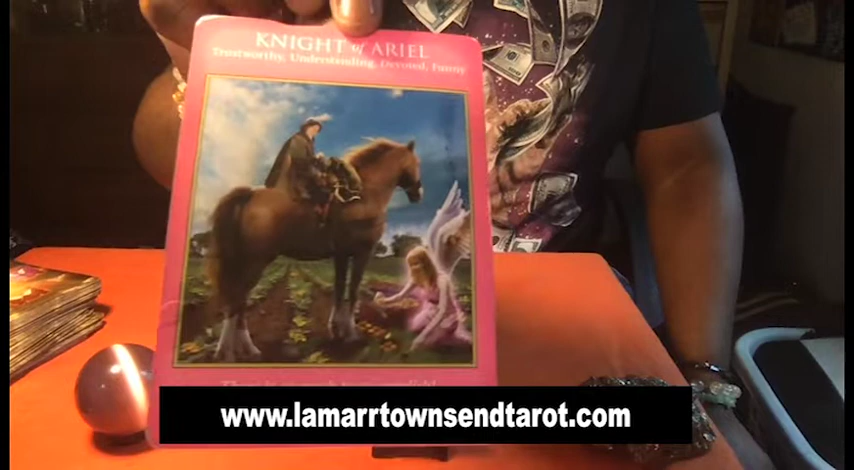 KNIGHT of ARIEL
Trustworthy, Understanding, Devoted, Funny
www.lamarrtownsendtarot.com